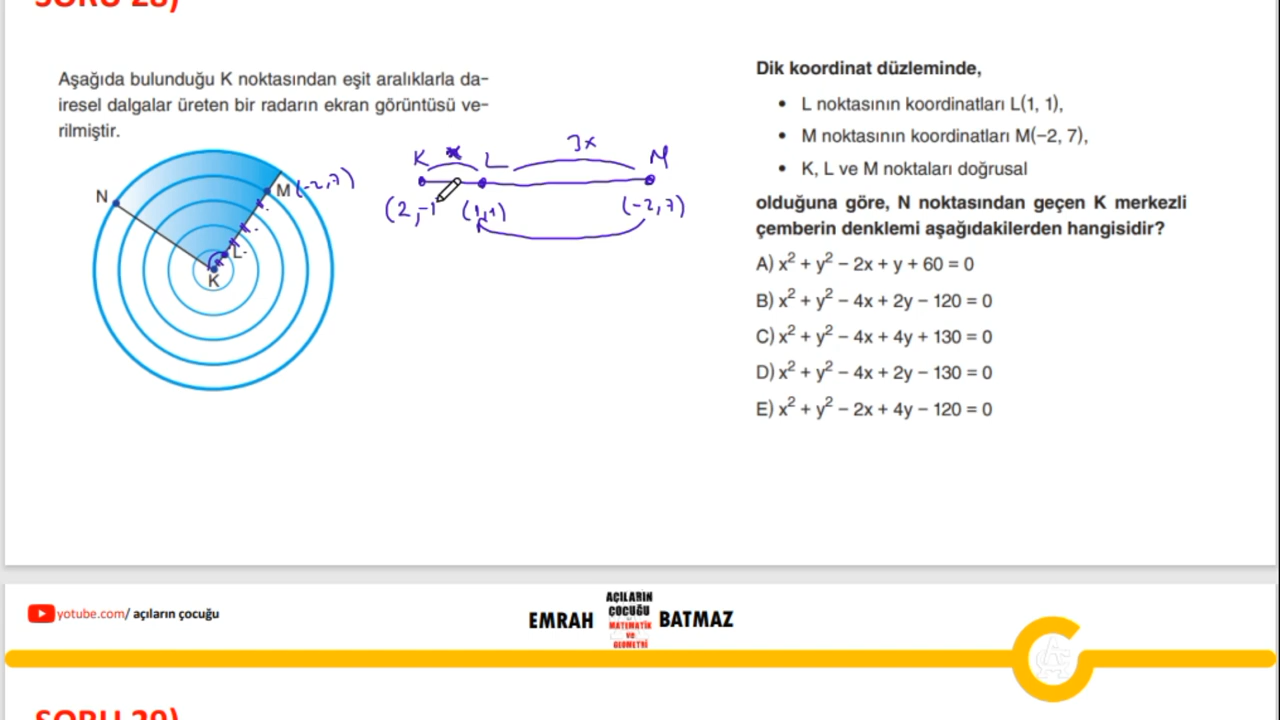 SORU 28)
Aşağıda bulunduğu K noktasından eşit aralıklarla da-
iresel dalgalar üreten bir radarın ekran görüntüsü ve-
rilmiştir.
N
M (-2,7)
L
K
K x L 3x M
(2,-1 (1,1) (-2,7)
Dik koordinat düzleminde,
• L noktasının koordinatları L(1, 1),
• M noktasının koordinatları M(−2, 7),
• K, L ve M noktaları doğrusal
olduğuna göre, N noktasından geçen K merkezli
çemberin denklemi aşağıdakilerden hangisidir?
A) x² + y² − 2x + y + 60 = 0
B) x² + y² − 4x + 2y − 120 = 0
C) x² + y² − 4x + 4y + 130 = 0
D) x² + y² − 4x + 2y − 130 = 0
E) x² + y² − 2x + 4y − 120 = 0
yotube.com/ açıların çocuğu
EMRAH
AÇILARIN
ÇOCUĞU
MATEMATİK
ve
GEOMETRİ
BATMAZ
SORU 29)